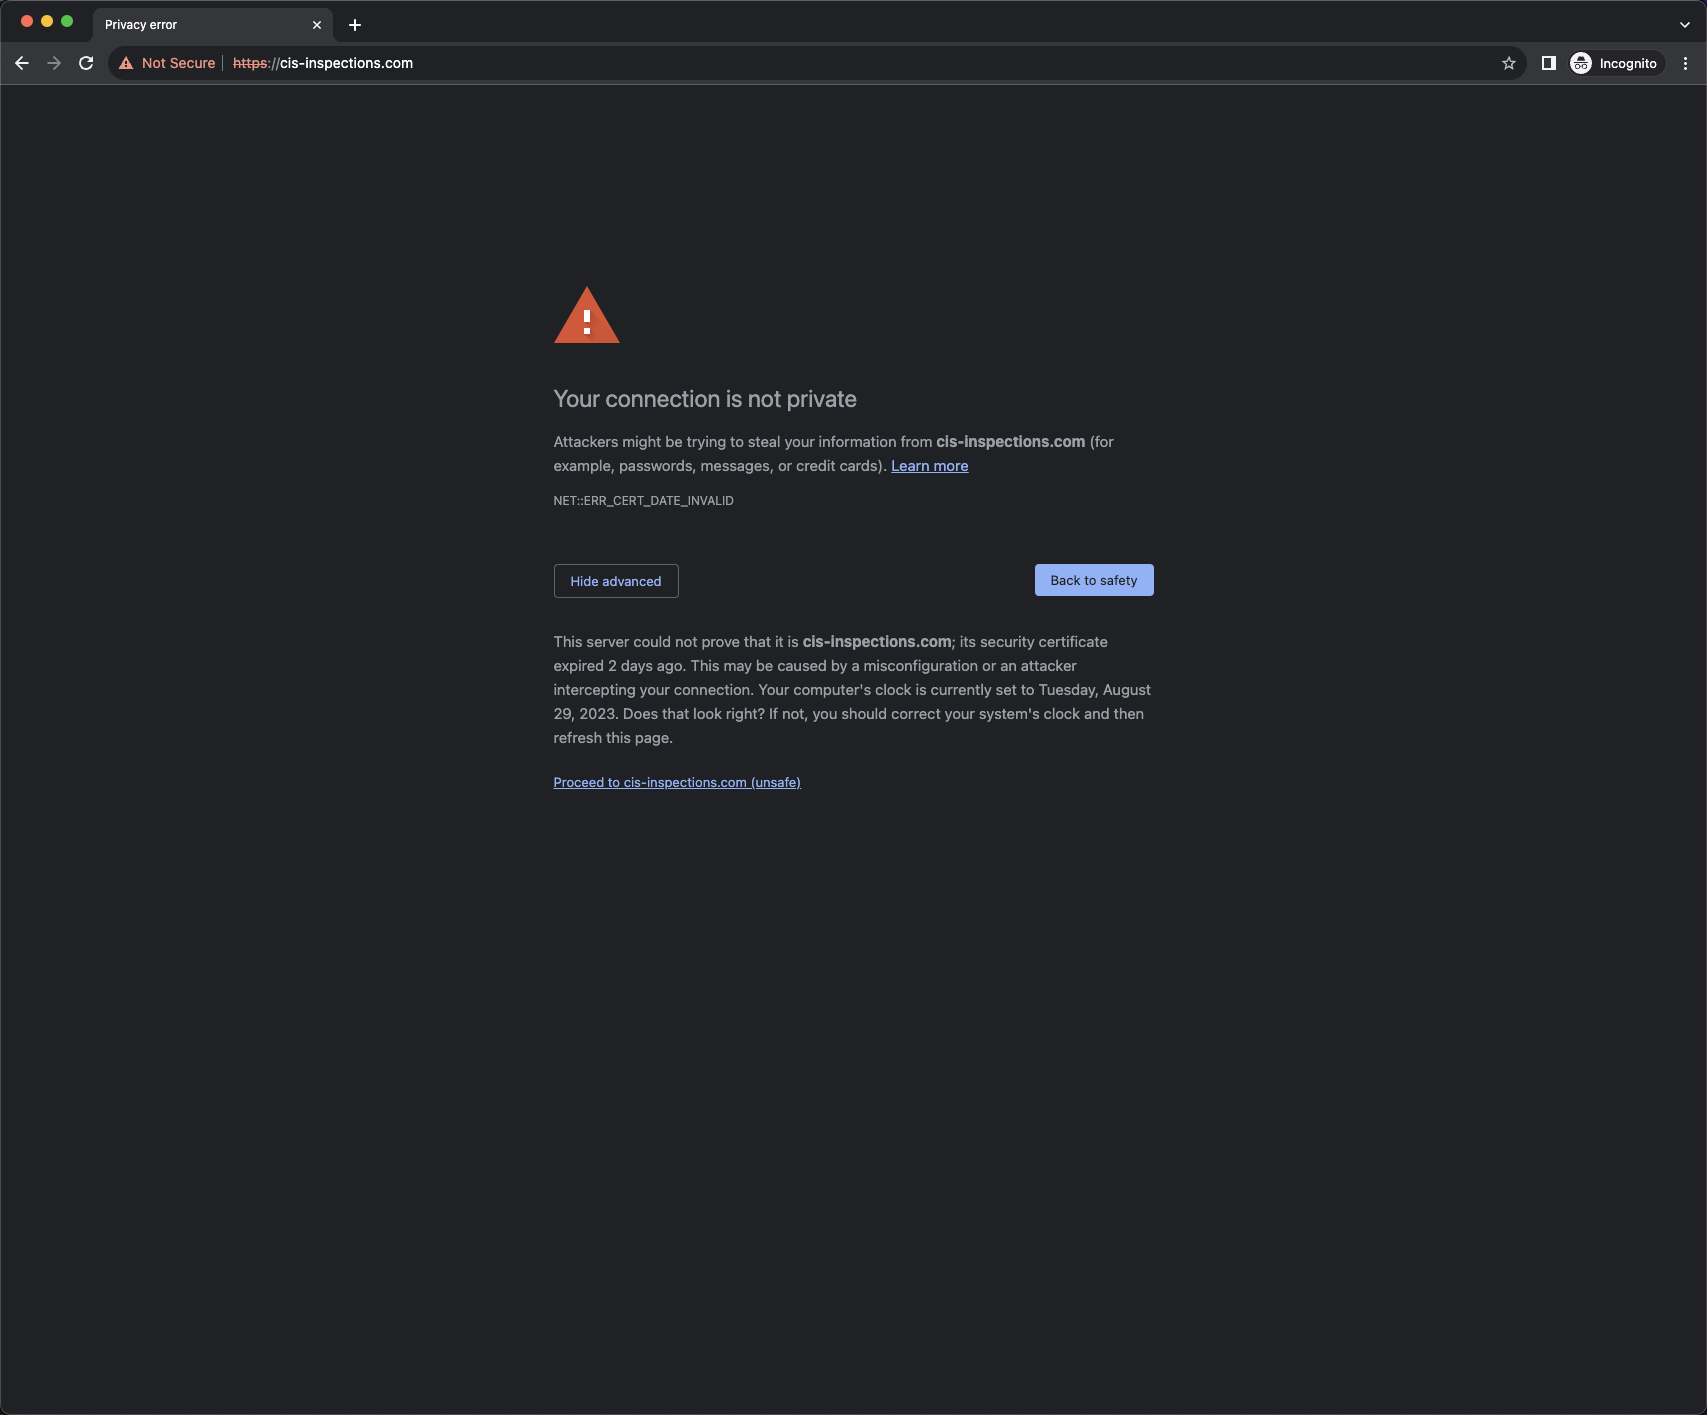 Privacy error
Not Secure https://cis-inspections.com
Incognito
Your connection is not private
Attackers might be trying to steal your information from cis-inspections.com (for
example, passwords, messages, or credit cards). Learn more
NET::ERR_CERT_DATE_INVALID
Hide advanced
Back to safety
This server could not prove that it is cis-inspections.com; its security certificate
expired 2 days ago. This may be caused by a misconfiguration or an attacker
intercepting your connection. Your computer's clock is currently set to Tuesday, August
29, 2023. Does that look right? If not, you should correct your system's clock and then
refresh this page.
Proceed to cis-inspections.com (unsafe)